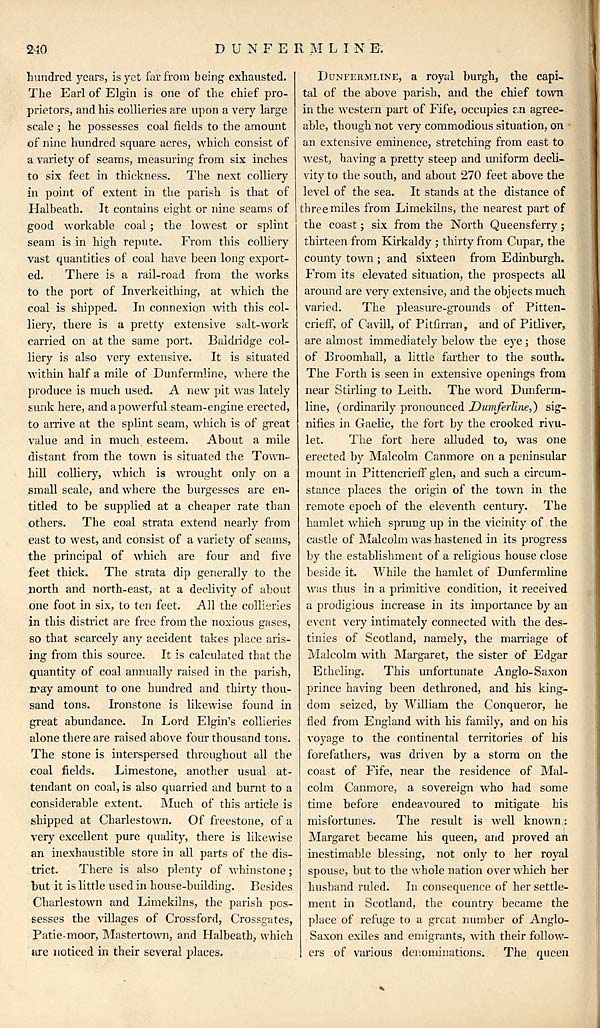 240
DUNFERMLINE.
hundred years, is yet far from being exhausted.
The Earl of Elgin is one of the chief pro-
prietors, and his collieries are upon a very large
scale ; he possesses coal fields to the amount
of nine hundred square acres, which consist of
a variety of seams, measuring from six inches
to six feet in thickness. The next colliery
in point of extent in the parish is that of
Halbeath. It contains eight or nine seams of
good workable coal ; the lowest or splint
seam is in high repute. From this colliery
vast quantities of coal have been long export-
ed. There is a rail-road from the works
to the port of Inverkeithing, at which the
coal is shipped. In connexion with this col-
liery, there is a pretty extensive salt-work
carried on at the same port. Baldridge col-
liery is also very extensive. It is situated
within half a mile of Dunfermline, where the
produce is much used. A new pit was lately
sunk here, and a powerful steam-engine erected,
to arrive at the splint seam, which is of great
value and in much esteem. About a mile
distant from the town is situated the Town-
hill colliery, which is wrought only on a
small scale, and where the burgesses are en-
titled to be supplied at a cheaper rate than
others. The coal strata extend nearly from
east to west, and consist of a variety of seams,
the principal of which are four and five
feet thick. The strata dip generally to the
north and north-east, at a declivity of about
one foot in six, to ten feet. All the collieries
in this district are free from the noxious gases,
so that scarcely any accident takes place aris-
ing from this source. It is calculated that the
quantity of coal annually raised in the parish,
may amount to one hundred and thirty thou-
sand tons. Ironstone is likewise found in
great abundance. In Lord Elgin's collieries
alone there are raised above four thousand tons.
The stone is interspersed throughout all the
coal fields. Limestone, another usual at-
tendant on coal, is also quarried and burnt to a
considerable extent. Much of this article is
shipped at Charlestown. Of freestone, of a
very excellent pure quality, there is likewise
an inexhaustible store in all parts of the dis-
trict. There is also plenty of whinstone ;
but it is little used in house-building. Besides
Charlestown and Limekilns, the parish pos-
sesses the villages of Crossford, Crossgates,
Patie-moor, Mastertown, and Halbeath, which
are noticed in their several places.
DUNFERMLINE, a royal burgh, the capi-
tal of the above parish, and the chief town
in the western part of Fife, occupies an agree-
able, though not very commodious situation, on
an extensive eminence, stretching from east to
west, having a pretty steep and uniform decli-
vity to the south, and about 270 feet above the
level of the sea. It stands at the distance of
three miles from Limekilns, the nearest part of
the coast ; six from the North Queensferry ;
thirteen from Kirkaldy ; thirty from Cupar, the
county town ; and sixteen from Edinburgh.
From its elevated situation, the prospects all
around are very extensive, and the objects much
varied. The pleasure-grounds of Pitten-
crieff, of Cavill, of Pitfirran, and of Pitliver,
are almost immediately below the eye ; those
of Broomhall, a little farther to the south.
The Forth is seen in extensive openings from
near Stirling to Leith. The word Dunferm-
line, (ordinarily pronounced Dumferline,) sig-
nifies in Gaelic, the fort by the crooked rivu-
let. The fort here alluded to, was one
erected by Malcolm Canmore on a peninsular
mount in Pittencrieff glen, and such a circum-
stance places the origin of the town in the
remote epoch of the eleventh century. The
hamlet which sprung up in the vicinity of the
castle of Malcolm was hastened in its progress
by the establishment of a religious house close
beside it. While the hamlet of Dunfermline
was thus in a primitive condition, it received
a prodigious increase in its importance by an
event very intimately connected with the des-
tinies of Scotland, namely, the marriage of
Malcolm with Margaret, the sister of Edgar
Etheling. This unfortunate Anglo-Saxon
prince having been dethroned, and his king-
dom seized, by William the Conqueror, he
fled from England with his family, and on his
voyage to the continental territories of his
forefathers, was driven by a storm on the
coast of Fife, near the residence of Mal-
colm Canmore, a sovereign who had some
time before endeavoured to mitigate his
misfortunes. The result is well known :
Margaret became his queen, and proved an
inestimable blessing, not only to her royal
spouse, but to the whole nation over which her
husband ruled. In consequence of her settle-
ment in Scotland, the country became the
place of refuge to a great number of Anglo-
Saxon exiles and emigrants, with their follow-
ers of various denominations. The queen